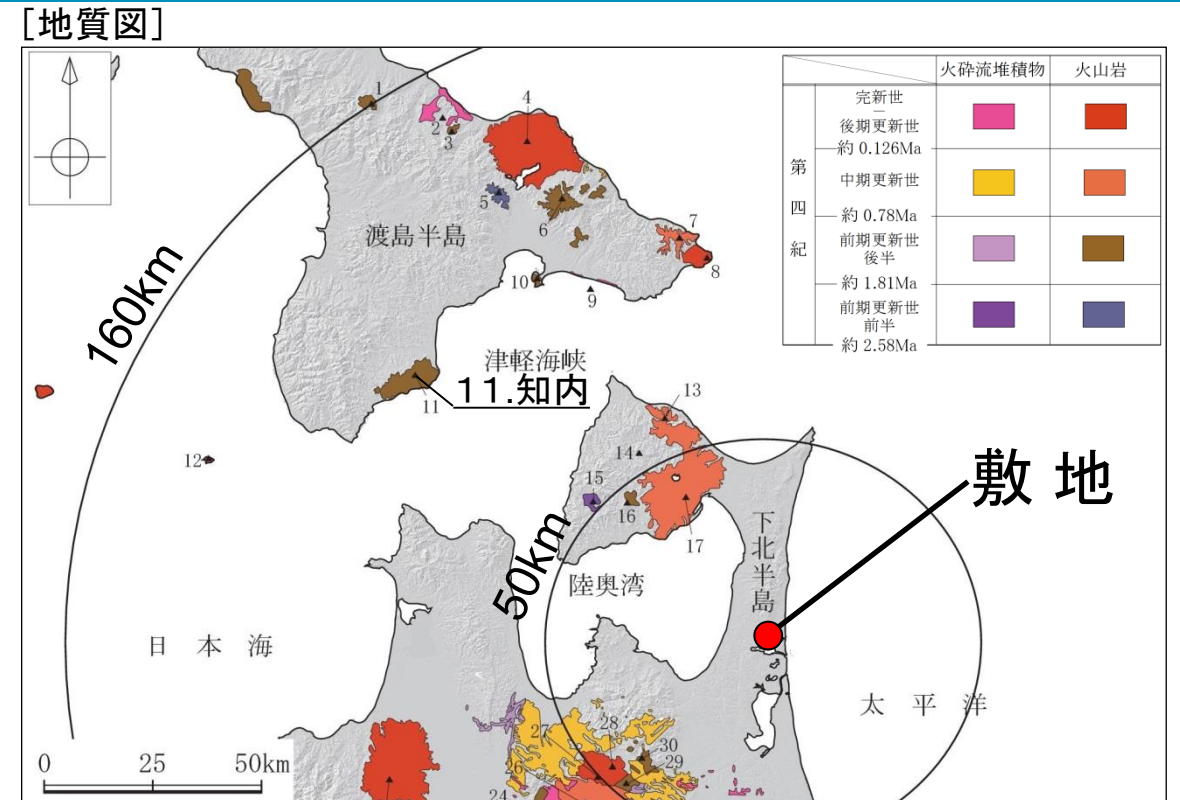 [地質図]
火砕流堆積物 火山岩
第四紀
完新世
–
後期更新世
約 0.126Ma
中期更新世
約 0.78Ma
前期更新世
後半
約 1.81Ma
前期更新世
前半
約 2.58Ma
1
2
3
4
5
6
7
8
渡島半島
10
9
160km
津軽海峡
11.知内
11
12
13
14
15
16
17
敷 地
50km
下北半島
陸奥湾
日 本 海
太 平 洋
27
28
30
29
24
0 25 50km